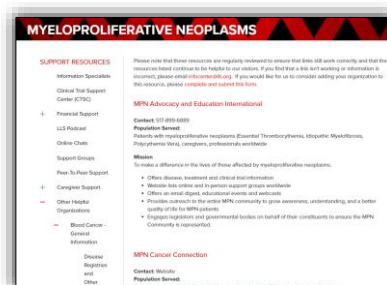 MYELOPROLIFERATIVE NEOPLASMS
SUPPORT RESOURCES
Information Specialists
Clinical Trial Support
Center (CTSC)
+ Financial Support
LLS Podcast
Online Chats
Support Groups
Peer-To-Peer Support
+ Caregiver Support
− Other Helpful
Organizations
− Blood Cancer -
General
Information
Disease
Registries
and
Other
Please note that these resources are regularly reviewed to ensure that links still work correctly and that the
resources listed continue to be helpful to our visitors. If you find that a link isn't working or information is
incorrect, please email infocenter@lls.org. If you would like for us to consider adding your organization to
this resource, please complete and submit this form.
MPN Advocacy and Education International
Contact: 517-899-6889
Population Served:
Patients with myeloproliferative neoplasms (Essential Thrombocythemia, Idiopathic Myelofibrosis,
Polycythemia Vera), caregivers, professionals worldwide
Mission
To make a difference in the lives of those affected by myeloproliferative neoplasms.
• Offers disease, treatment and clinical trial information
• Website lists online and in-person support groups worldwide
• Offers an email digest, educational events and webcasts
• Provides outreach to the entire MPN community to grow awareness, understanding, and a better
quality of life for MPN patients
• Engages legislators and governmental bodies on behalf of their constituents to ensure the MPN
Community is represented.
MPN Cancer Connection
Contact: Website
Population Served: